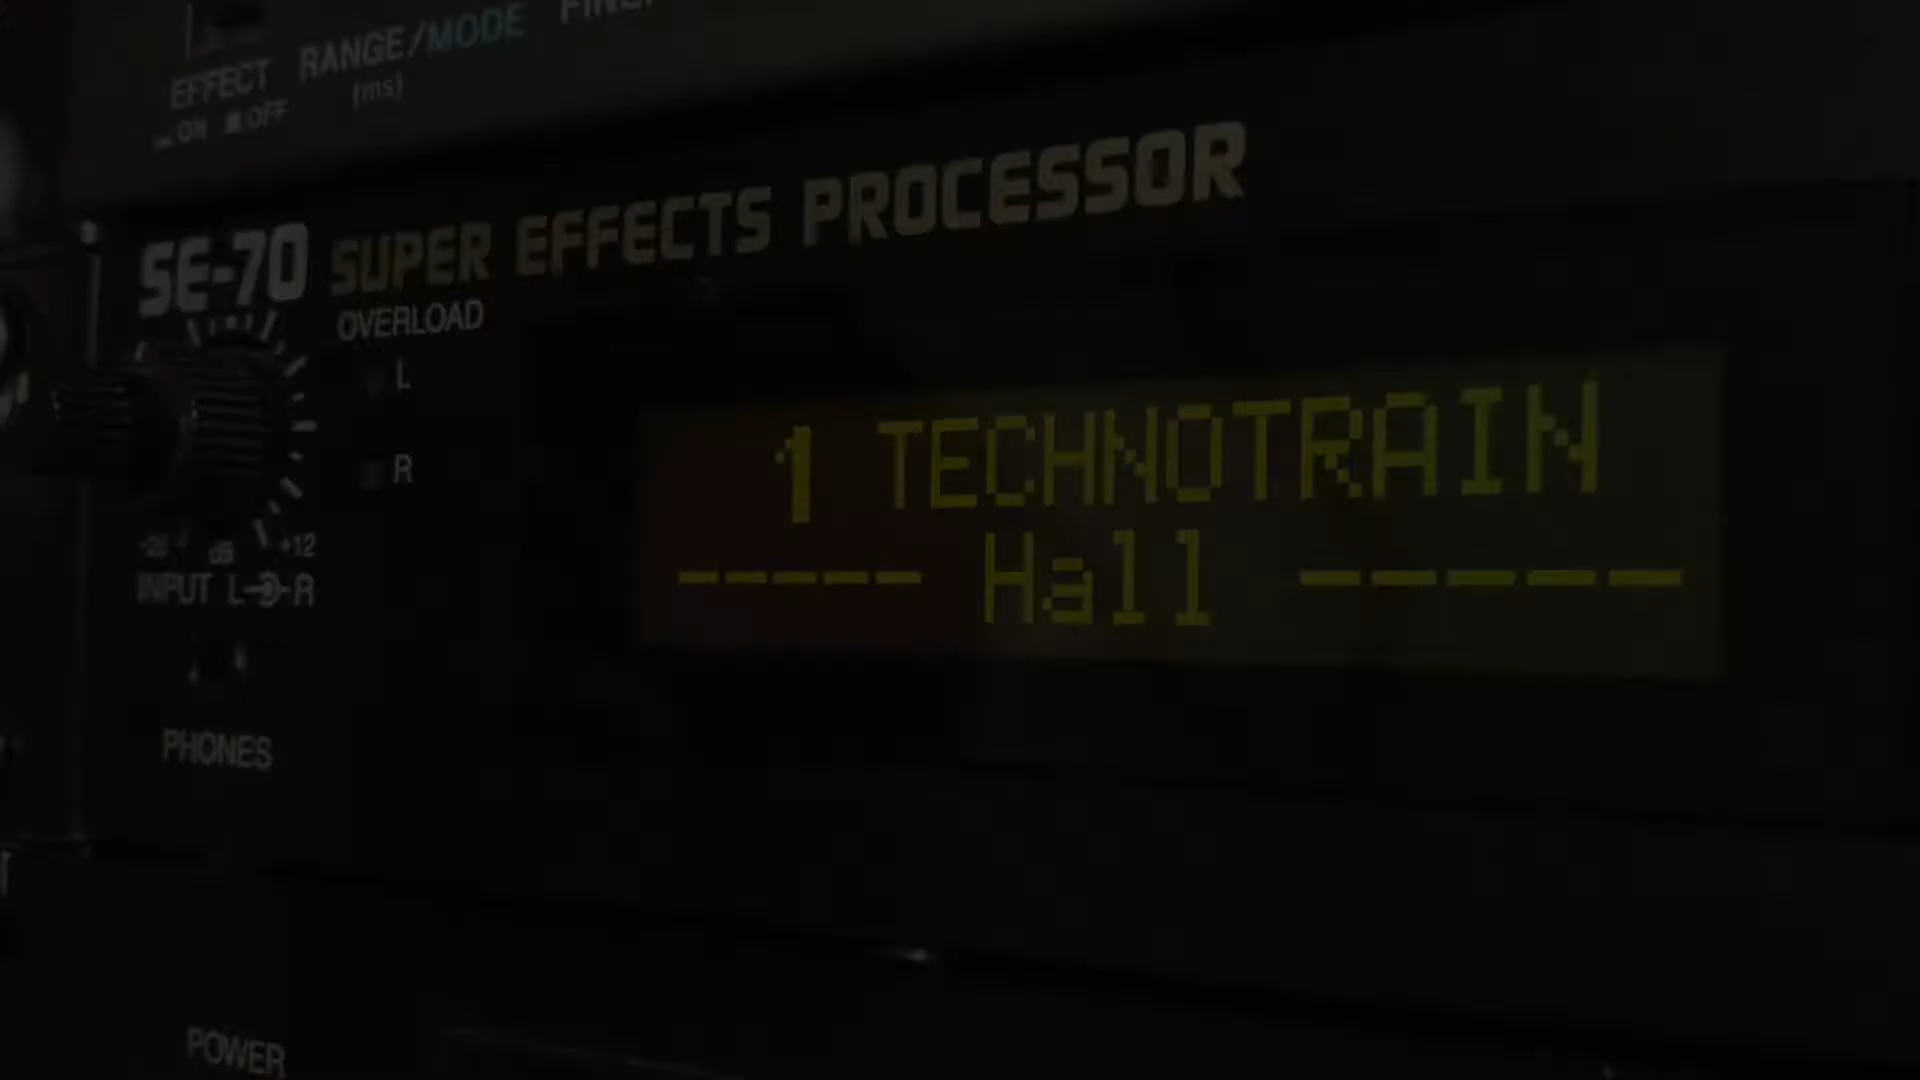 EFFECT RANGE/MODE
ON OFF (ms)
SE-70 SUPER EFFECTS PROCESSOR
OVERLOAD
L
R
1 TECHNOTRAIN
----- Hall -----
dB +12
INPUT L R
PHONES
POWER